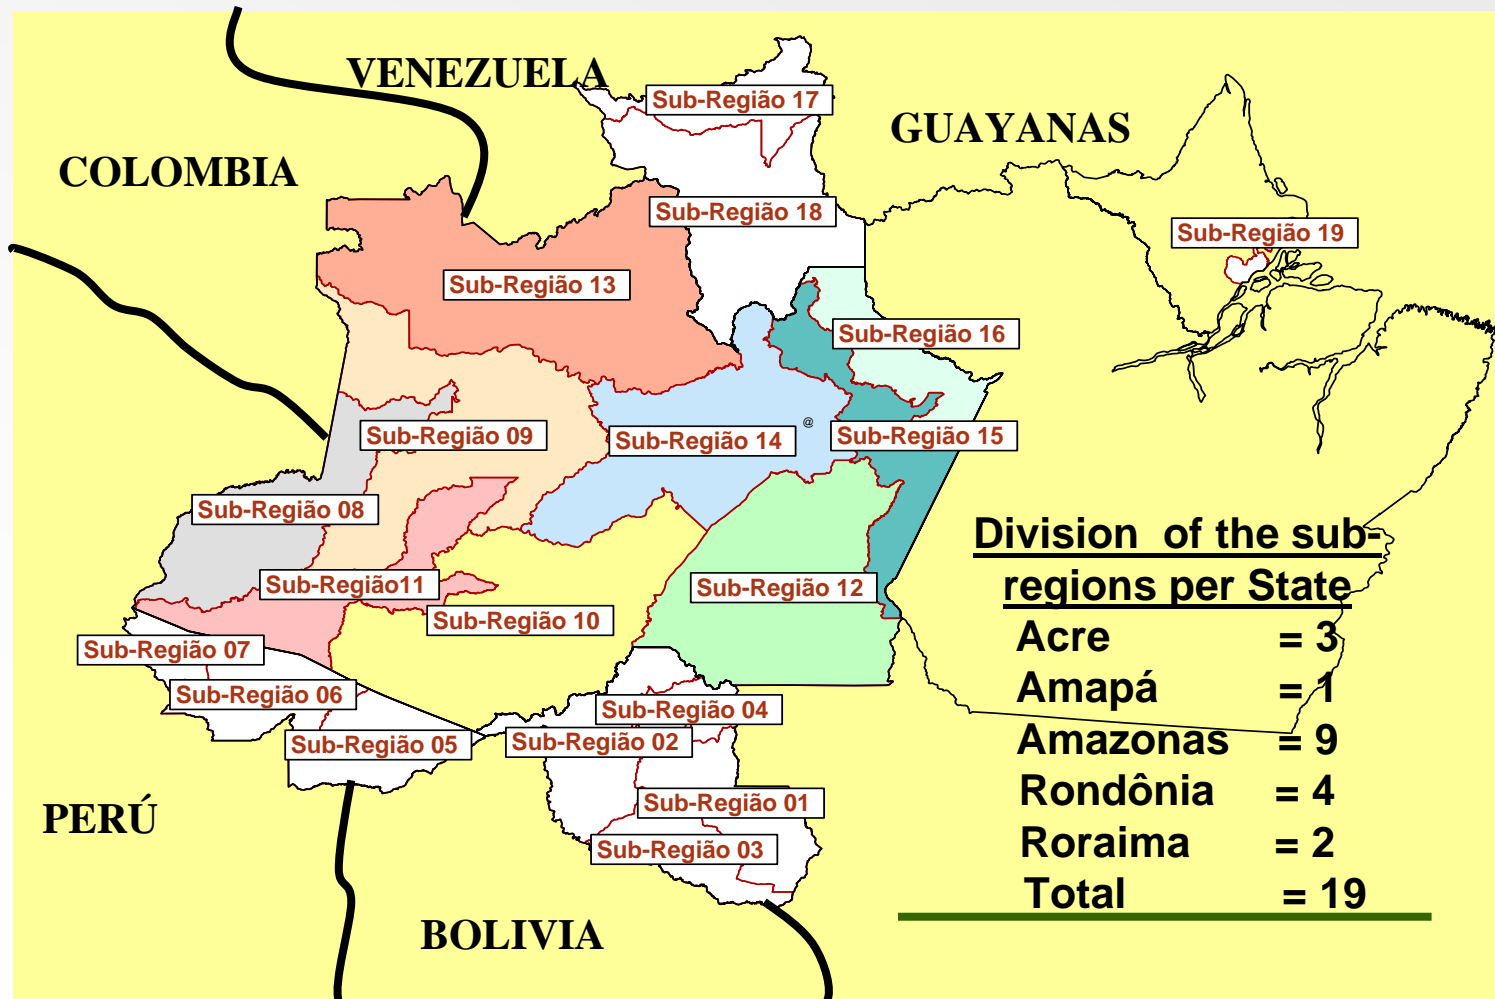 VENEZUELA
Sub-Região 17
GUAYANAS
COLOMBIA
Sub-Região 18
Sub-Região 19
Sub-Região 13
Sub-Região 16
@
Sub-Região 09
Sub-Região 14
Sub-Região 15
Sub-Região 08
Sub-Região11
Sub-Região 12
Sub-Região 10
Sub-Região 07
Sub-Região 06
Sub-Região 04
Sub-Região 05
Sub-Região 02
Sub-Região 01
Sub-Região 03
PERÚ
BOLIVIA
Division of the sub-
regions per State
Acre = 3
Amapá = 1
Amazonas = 9
Rondônia = 4
Roraima = 2
Total = 19